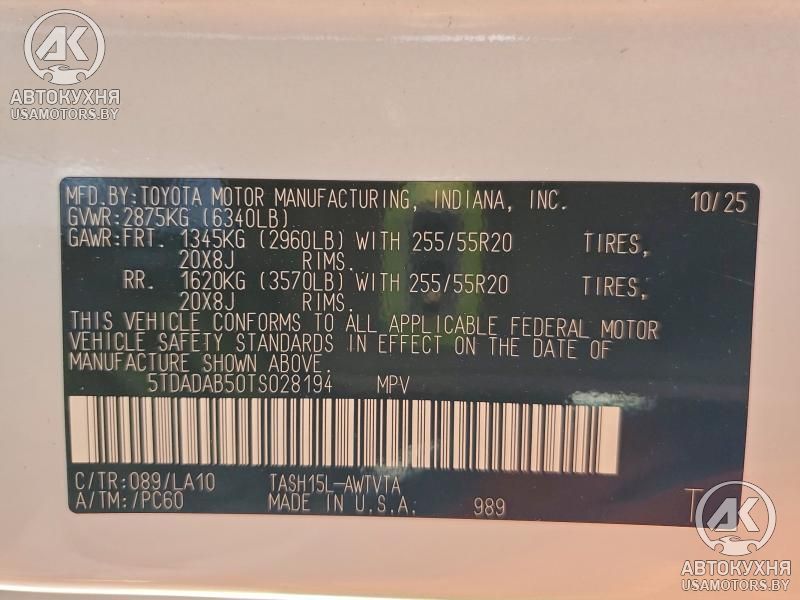 AK
АВТОКУХНЯ
USAMOTORS.BY
MFD.BY:TOYOTA MOTOR MANUFACTURING, INDIANA, INC. 10/25
GVWR:2875KG (6340LB)
GAWR:FRT. 1345KG (2960LB) WITH 255/55R20 TIRES,
20X8J RIMS.
RR. 1620KG (3570LB) WITH 255/55R20 TIRES,
20X8J RIMS.
THIS VEHICLE CONFORMS TO ALL APPLICABLE FEDERAL MOTOR
VEHICLE SAFETY STANDARDS IN EFFECT ON THE DATE OF
MANUFACTURE SHOWN ABOVE.
5TDADAB50TS028194 MPV
C/TR:089/LA10 TASH15L-AWTVTA
A/TM:/PC60 MADE IN U.S.A. 989
AK
АВТОКУХНЯ
USAMOTORS.BY